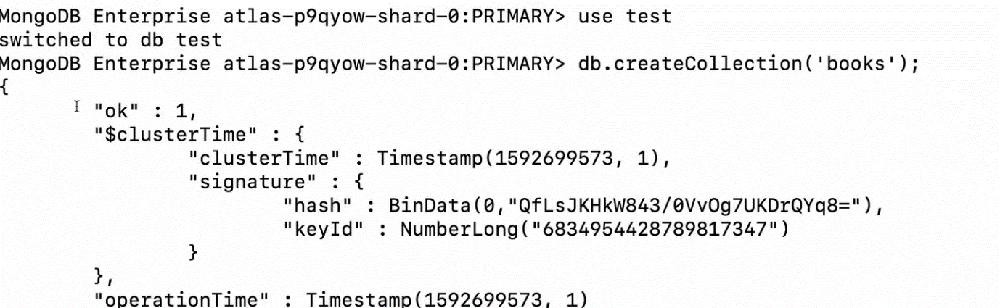 MongoDB Enterprise atlas-p9qyow-shard-0:PRIMARY> use test
switched to db test
MongoDB Enterprise atlas-p9qyow-shard-0:PRIMARY> db.createCollection('books');
{
        "ok" : 1,
        "$clusterTime" : {
                "clusterTime" : Timestamp(1592699573, 1),
                "signature" : {
                        "hash" : BinData(0,"QfLsJKHkW843/0VvOg7UKDrQYq8="),
                        "keyId" : NumberLong("6834954428789817347")
                }
        },
        "operationTime" : Timestamp(1592699573, 1)